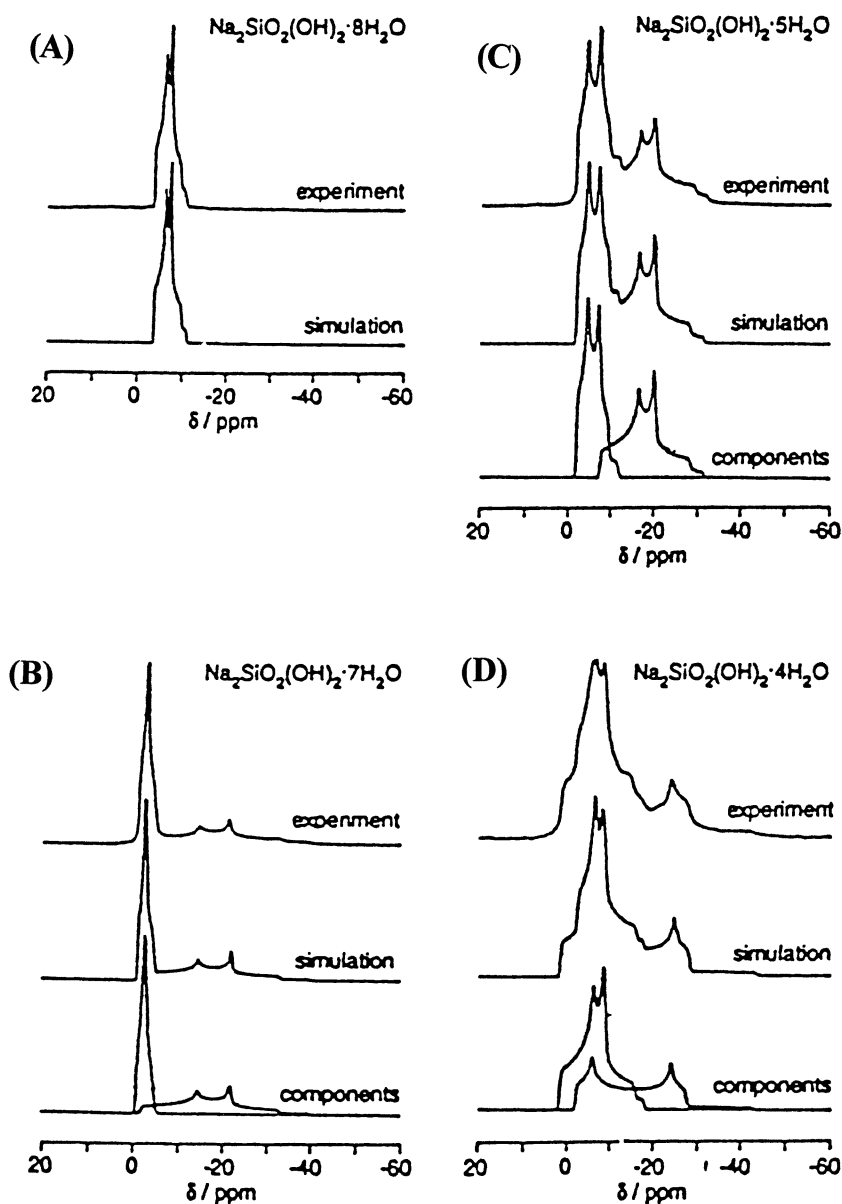 (A)
Na₂SiO₂(OH)₂·8H₂O
experiment
simulation
20 0 -20 -40 -60
δ / ppm
(C)
Na₂SiO₂(OH)₂·5H₂O
experiment
simulation
components
20 0 -20 -40 -60
δ / ppm
(B)
Na₂SiO₂(OH)₂·7H₂O
expenment
simulation
components
20 0 -20 -40 -60
δ / ppm
(D)
Na₂SiO₂(OH)₂·4H₂O
experiment
simulation
components
20 0 -20 -40 -60
δ / ppm